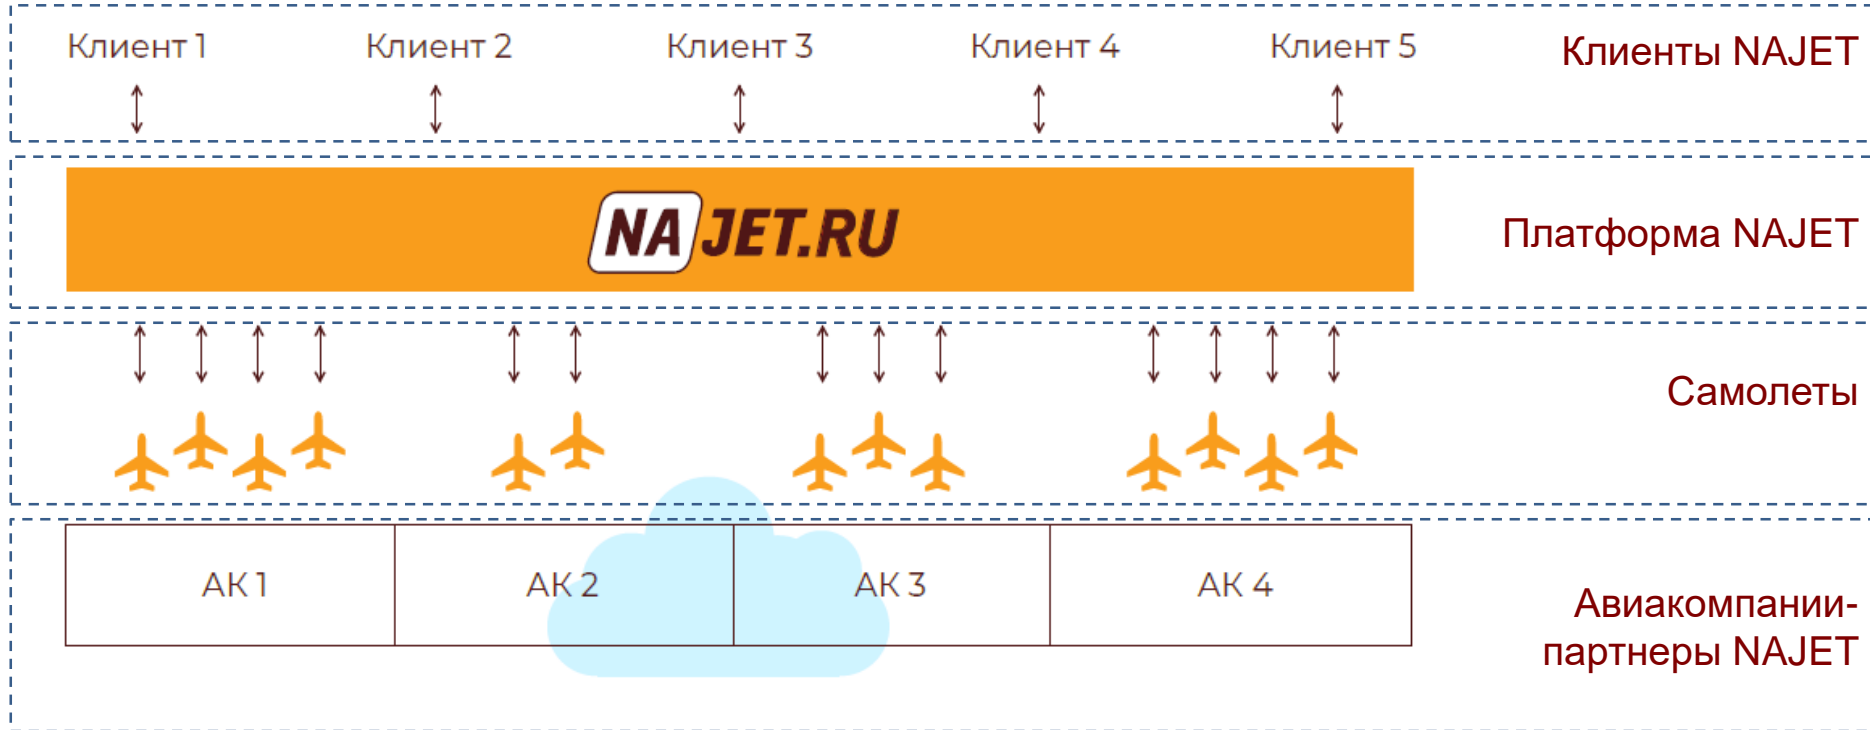 Клиент 1 Клиент 2 Клиент 3 Клиент 4 Клиент 5
Клиенты NAJET
NAJET.RU
Платформа NAJET
Самолеты
АК 1 АК 2 АК 3 АК 4
Авиакомпании-
партнеры NAJET